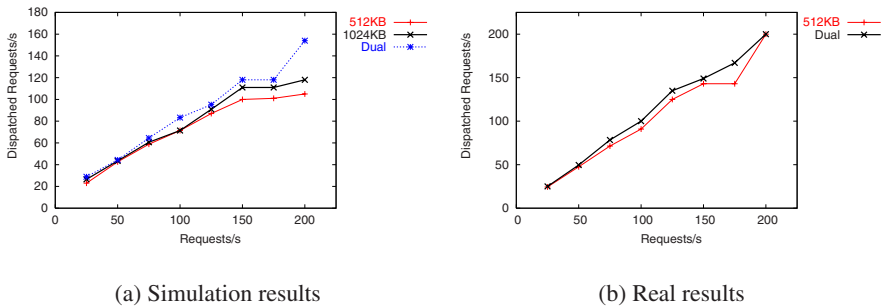 180
160
140
120
100
80
60
40
20
0
Dispatched Requests/s
0 50 100 150 200
Requests/s
512KB
1024KB
Dual
(a) Simulation results
200
150
100
50
0
Dispatched Requests/s
0 50 100 150 200
Requests/s
512KB
Dual
(b) Real results